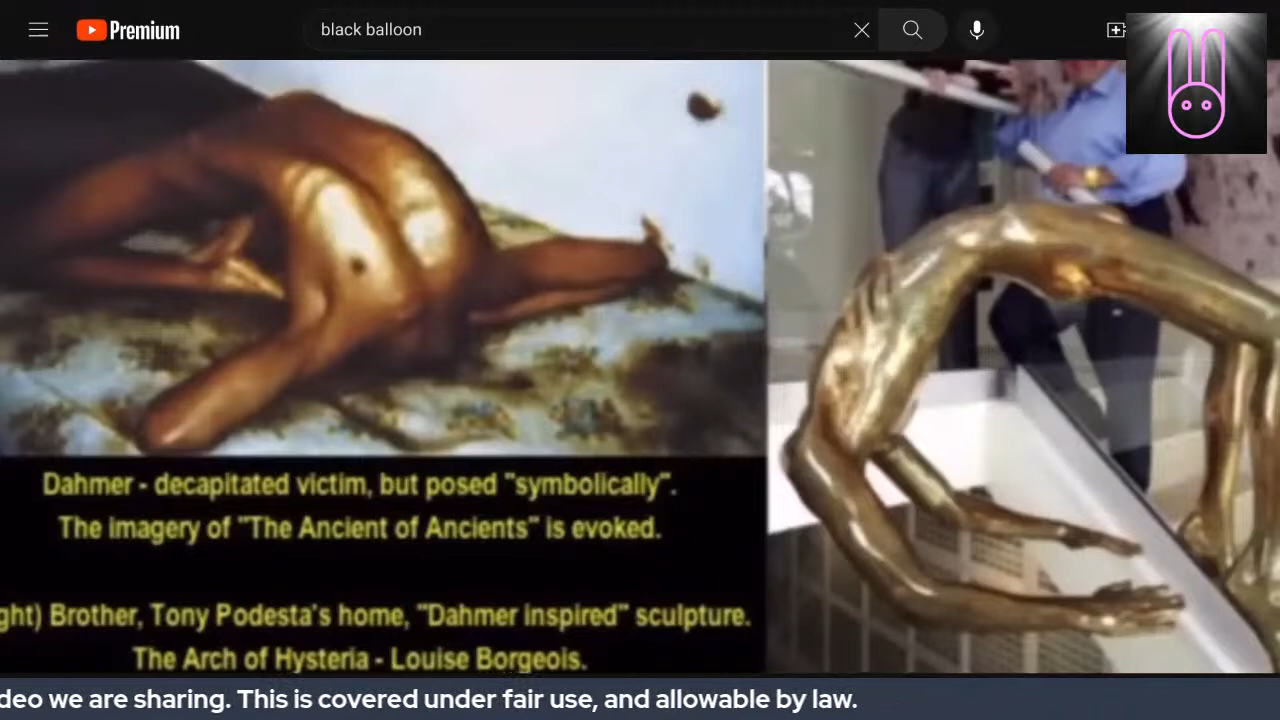 Premium
black balloon
Dahmer - decapitated victim, but posed "symbolically".
The imagery of "The Ancient of Ancients" is evoked.
ght) Brother, Tony Podesta's home, "Dahmer inspired" sculpture.
The Arch of Hysteria - Louise Borgeois.
deo we are sharing. This is covered under fair use, and allowable by law.